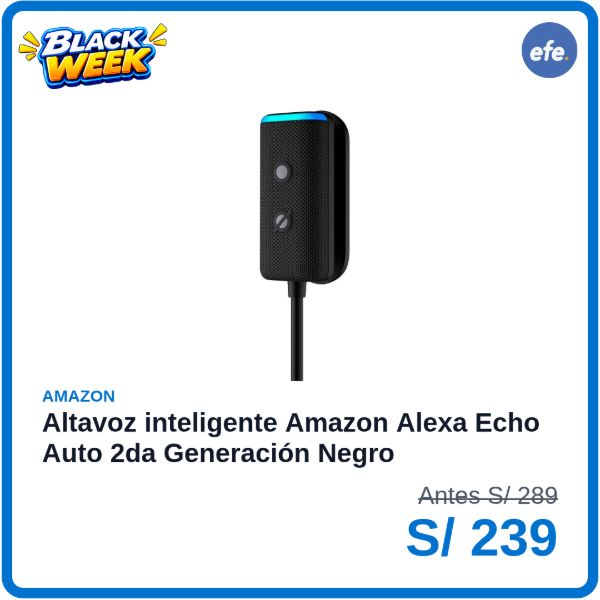 BLACK
WEEK
efe.
AMAZON
Altavoz inteligente Amazon Alexa Echo
Auto 2da Generación Negro
Antes S/ 289
S/ 239